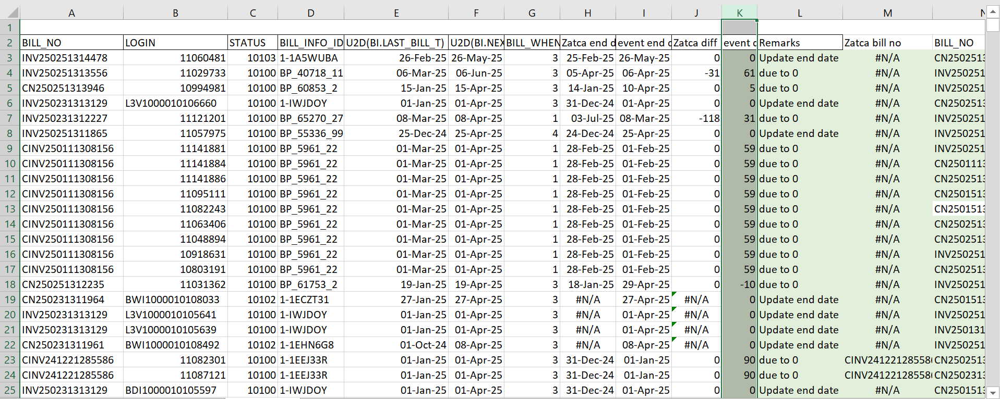 A B C D E F G H I J K L M N
1
2 BILL_NO LOGIN STATUS BILL_INFO_ID U2D(BI.LAST_BILL_T) U2D(BI.NEX BILL_WHEN Zatca end d event end d Zatca diff event d Remarks Zatca bill no BILL_NO
3 INV250251314478 11060481 10103 1-1A5WUBA 26-Feb-25 26-May-25 3 25-Feb-25 26-May-25 0 0 Update end date #N/A CN250251
4 INV250251313556 11029733 10100 BP_40718_11 06-Mar-25 06-Jun-25 3 05-Apr-25 06-Apr-25 -31 61 due to 0 #N/A INV250251
5 CN250251313946 10994981 10100 BP_60853_2 15-Jan-25 15-Apr-25 3 14-Jan-25 10-Apr-25 0 5 due to 0 #N/A INV250251
6 INV250231313129 L3V1000010106660 10100 1-IWJDOY 01-Jan-25 01-Apr-25 3 31-Dec-24 01-Apr-25 0 0 Update end date #N/A CN250251
7 INV250231312227 11121201 10100 BP_65270_27 08-Mar-25 08-Apr-25 1 03-Jul-25 08-Mar-25 -118 31 due to 0 #N/A INV250251
8 INV250251311865 11057975 10100 BP_55336_99 25-Dec-24 25-Apr-25 4 24-Dec-24 25-Apr-25 0 0 Update end date #N/A CN250251
9 CINV250111308156 11141881 10100 BP_5961_22 01-Mar-25 01-Apr-25 1 28-Feb-25 01-Feb-25 0 59 due to 0 #N/A INV250251
10 CINV250111308156 11141884 10100 BP_5961_22 01-Mar-25 01-Apr-25 1 28-Feb-25 01-Feb-25 0 59 due to 0 #N/A CN250111
11 CINV250111308156 11141886 10100 BP_5961_22 01-Mar-25 01-Apr-25 1 28-Feb-25 01-Feb-25 0 59 due to 0 #N/A CN250251
12 CINV250111308156 11095111 10100 BP_5961_22 01-Mar-25 01-Apr-25 1 28-Feb-25 01-Feb-25 0 59 due to 0 #N/A CN250151
13 CINV250111308156 11082243 10100 BP_5961_22 01-Mar-25 01-Apr-25 1 28-Feb-25 01-Feb-25 0 59 due to 0 #N/A CN250151
14 CINV250111308156 11063406 10100 BP_5961_22 01-Mar-25 01-Apr-25 1 28-Feb-25 01-Feb-25 0 59 due to 0 #N/A CN250251
15 CINV250111308156 11048894 10100 BP_5961_22 01-Mar-25 01-Apr-25 1 28-Feb-25 01-Feb-25 0 59 due to 0 #N/A CN250251
16 CINV250111308156 10918631 10100 BP_5961_22 01-Mar-25 01-Apr-25 1 28-Feb-25 01-Feb-25 0 59 due to 0 #N/A INV250251
17 CINV250111308156 10803191 10100 BP_5961_22 01-Mar-25 01-Apr-25 1 28-Feb-25 01-Feb-25 0 59 due to 0 #N/A CN250251
18 CN250251312235 11031362 10100 BP_61753_2 19-Jan-25 19-Apr-25 3 18-Jan-25 29-Apr-25 0 -10 due to 0 #N/A INV250251
19 CN250231311964 BWI1000010108033 10102 1-1ECZT31 27-Jan-25 27-Apr-25 3 #N/A 27-Apr-25 #N/A 0 Update end date #N/A CN250151
20 INV250231313129 L3V1000010105641 10100 1-IWJDOY 01-Jan-25 01-Apr-25 3 #N/A 01-Apr-25 #N/A 0 Update end date #N/A INV250251
21 INV250231313129 L3V1000010105639 10100 1-IWJDOY 01-Jan-25 01-Apr-25 3 #N/A 01-Apr-25 #N/A 0 Update end date #N/A INV250131
22 CN250231311961 BWI1000010108492 10102 1-1EHN6G8 01-Oct-24 08-Apr-25 3 #N/A 08-Apr-25 #N/A 0 Update end date #N/A INV250251
23 CINV241221285586 11082301 10100 1-1EEJ33R 01-Jan-25 01-Apr-25 3 31-Dec-24 01-Jan-25 0 90 due to 0 CINV24122128558 CN250251
24 CINV241221285586 11087121 10100 1-1EEJ33R 01-Jan-25 01-Apr-25 3 31-Dec-24 01-Jan-25 0 90 due to 0 CINV24122128558 CN250231
25 INV250231313129 BDI1000010105597 10100 1-IWJDOY 01-Jan-25 01-Apr-25 3 31-Dec-24 01-Apr-25 0 0 Update end date #N/A CN250151